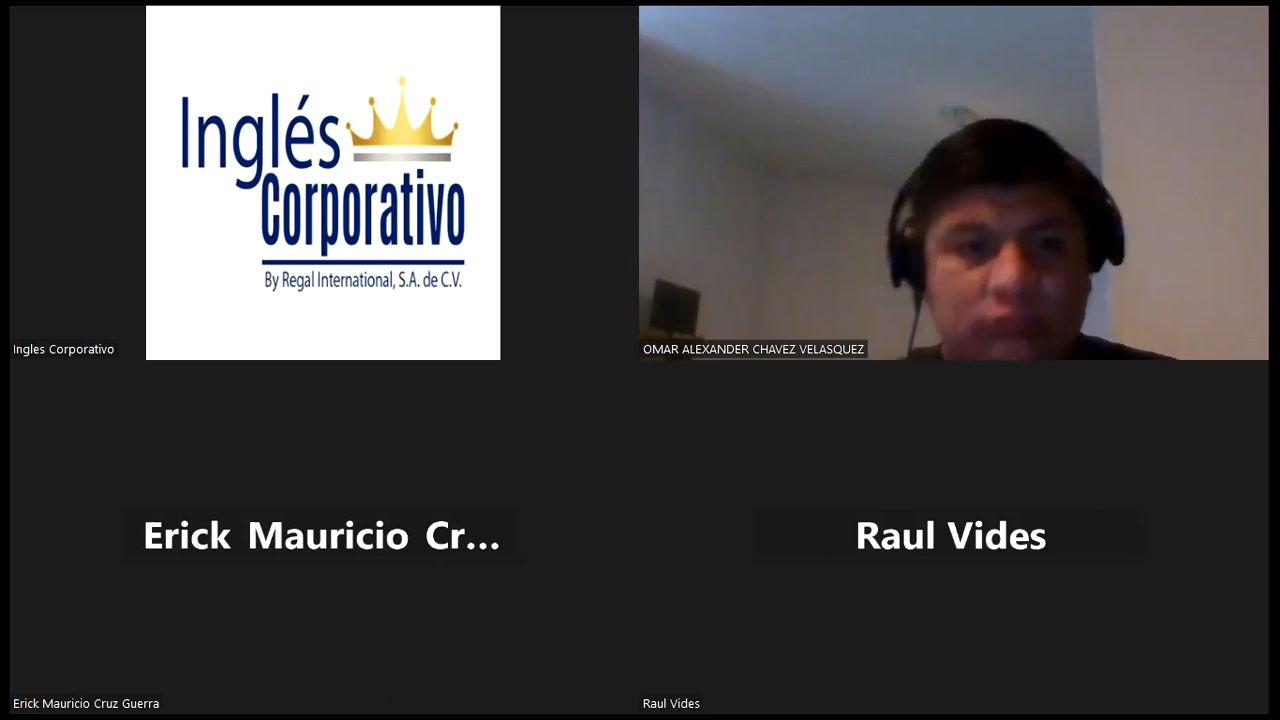 Inglés
Corporativo
By Regal International, S.A. de C.V.
Ingles Corporativo
OMAR ALEXANDER CHAVEZ VELASQUEZ
Erick Mauricio Cr...
Raul Vides
Erick Mauricio Cruz Guerra
Raul Vides